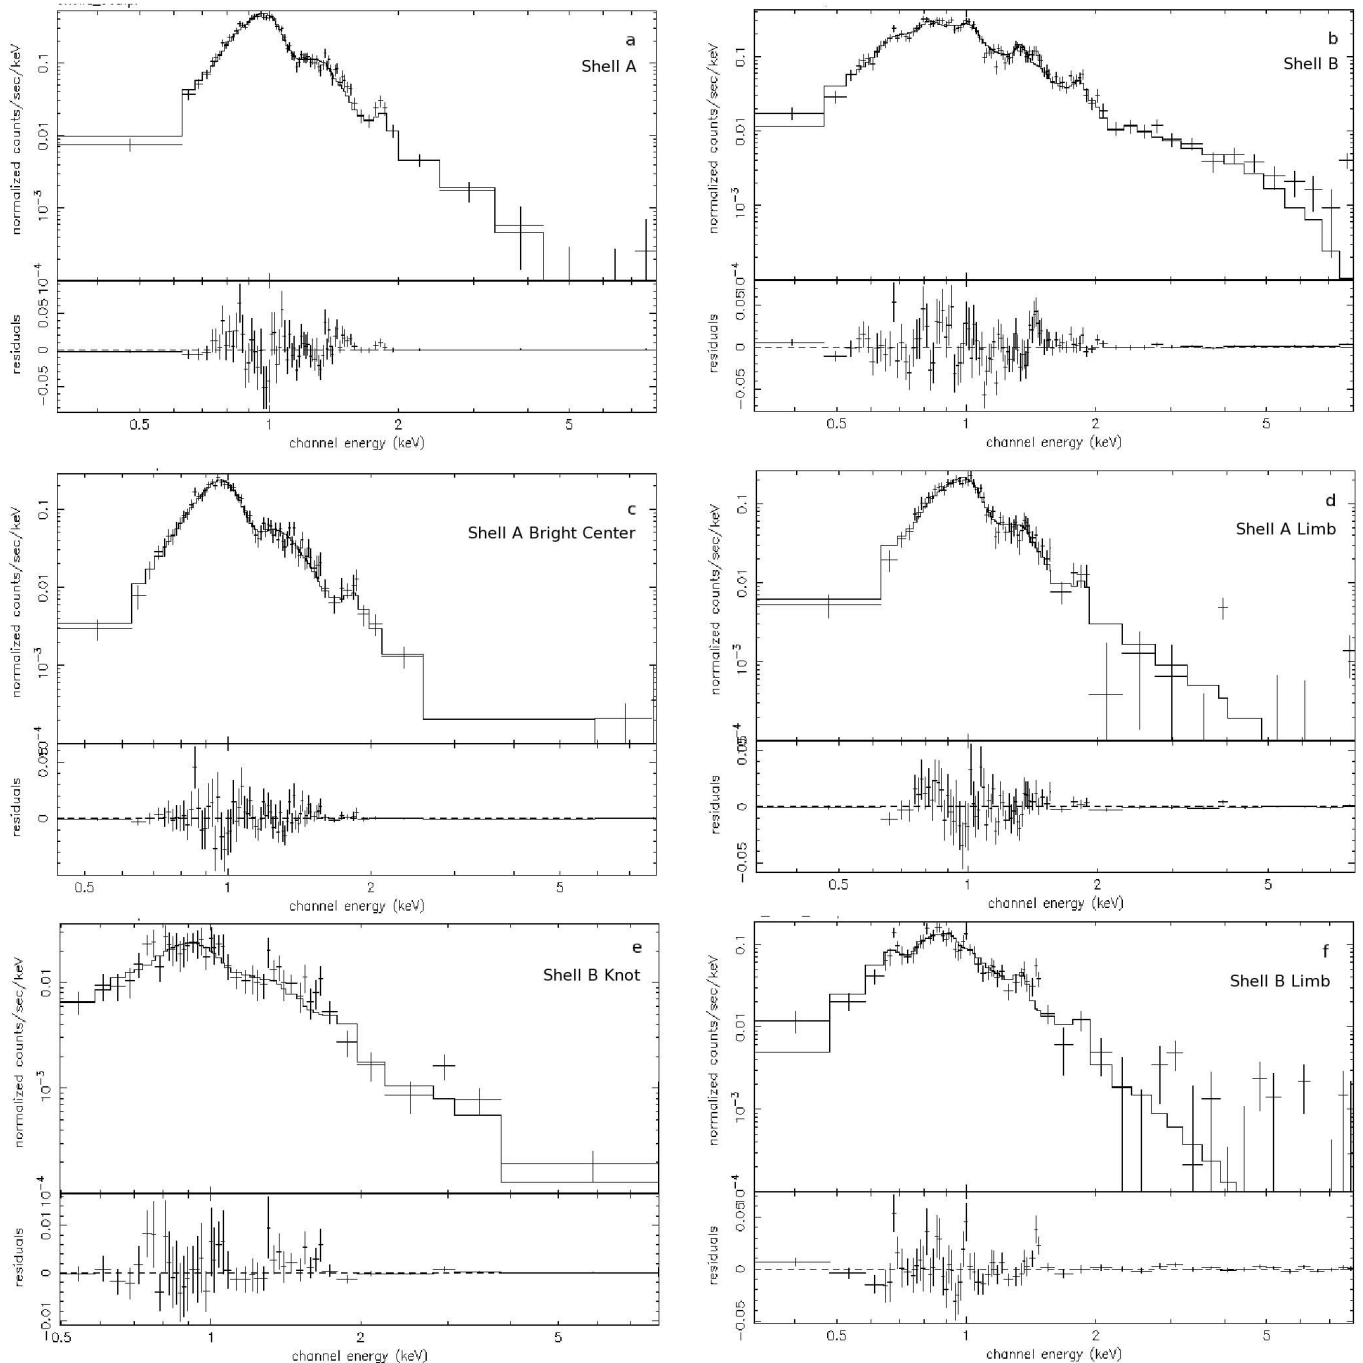 a
Shell A
normalized counts/sec/keV
0.1
0.01
10⁻³
10⁻⁴
residuals
0.05
0
−0.05
0.5 1 2 5
channel energy (keV)
b
Shell B
normalized counts/sec/keV
0.1
0.01
10⁻³
10⁻⁴
residuals
0.05
0
−0.05
0.5 1 2 5
channel energy (keV)
c
Shell A Bright Center
normalized counts/sec/keV
0.1
0.01
10⁻³
10⁻⁴
residuals
0.05
0
0.5 1 2 5
channel energy (keV)
d
Shell A Limb
normalized counts/sec/keV
0.1
0.01
10⁻³
10⁻⁴
residuals
0.05
0
−0.05
0.5 1 2 5
channel energy (keV)
e
Shell B Knot
normalized counts/sec/keV
0.01
10⁻³
10⁻⁴
residuals
0.01
0
0.01
0.5 1 2 5
channel energy (keV)
f
Shell B Limb
normalized counts/sec/keV
0.1
0.01
10⁻³
10⁻⁴
residuals
0.05
0
−0.05
0.5 1 2 5
channel energy (keV)